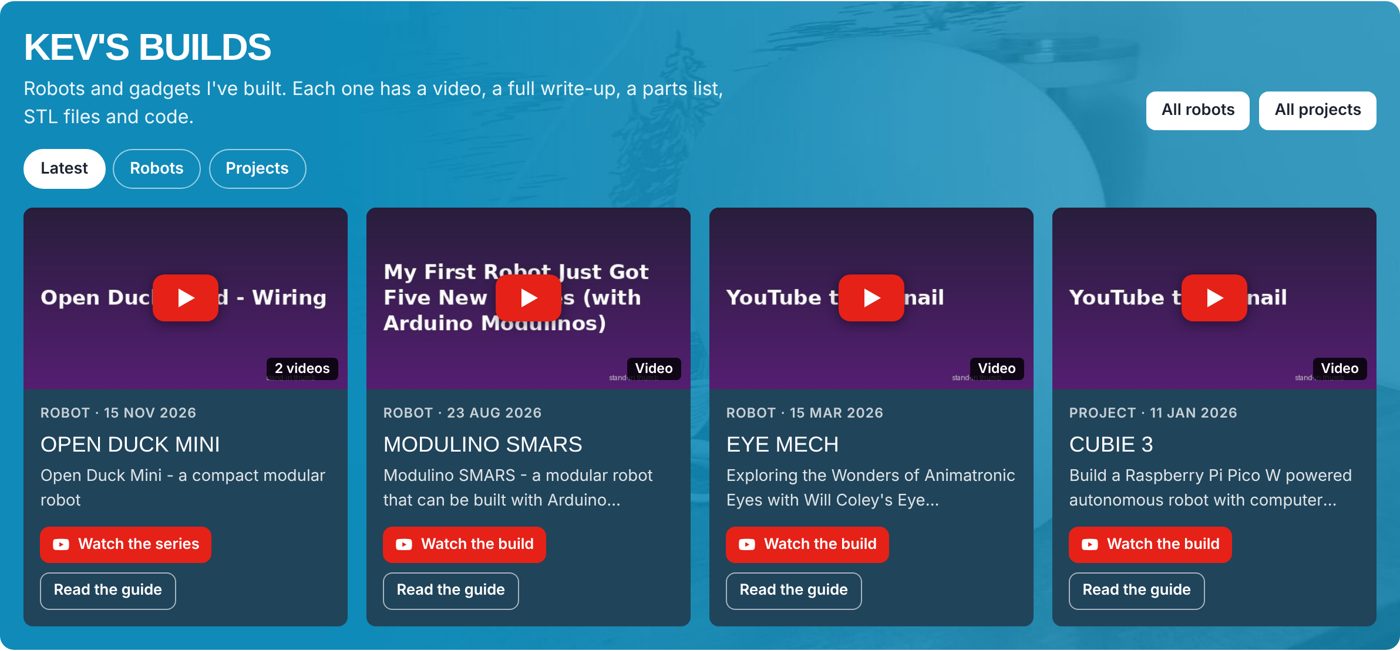 KEV'S BUILDS
Robots and gadgets I've built. Each one has a video, a full write-up, a parts list,
STL files and code.
All robots
All projects
Latest
Robots
Projects
Open Duc d - Wiring
2 videos
ROBOT · 15 NOV 2026
OPEN DUCK MINI
Open Duck Mini - a compact modular
robot
Watch the series
Read the guide
My First Robot Just Got
Five New s (with
Arduino Modulinos)
stand
Video
ROBOT · 23 AUG 2026
MODULINO SMARS
Modulino SMARS - a modular robot
that can be built with Arduino...
Watch the build
Read the guide
YouTube t nail
stand
Video
ROBOT · 15 MAR 2026
EYE MECH
Exploring the Wonders of Animatronic
Eyes with Will Coley's Eye...
Watch the build
Read the guide
YouTube t nail
stand
Video
PROJECT · 11 JAN 2026
CUBIE 3
Build a Raspberry Pi Pico W powered
autonomous robot with computer...
Watch the build
Read the guide